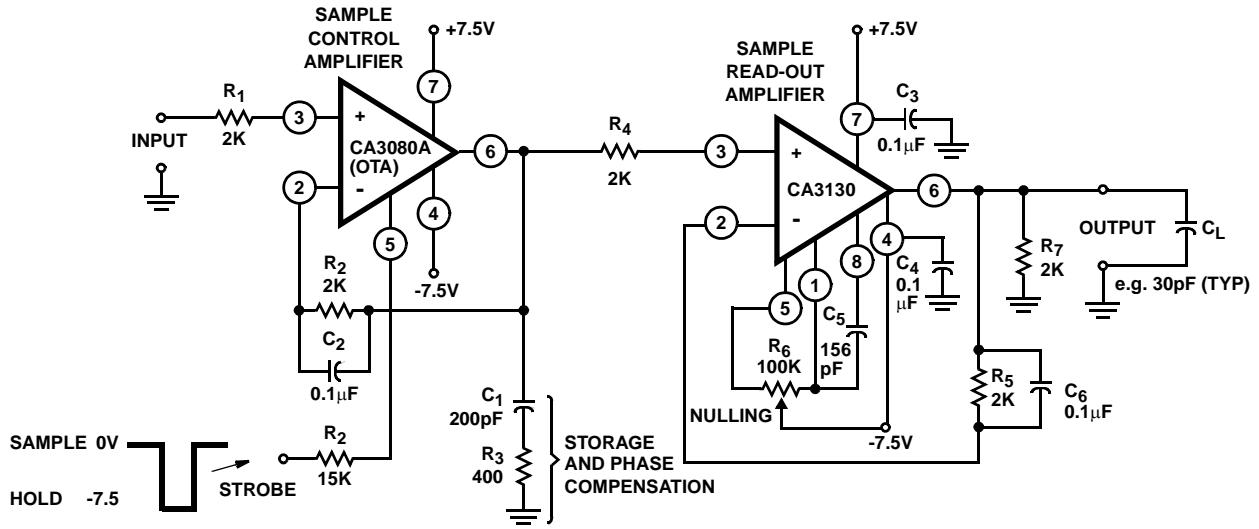 SAMPLE
CONTROL
AMPLIFIER
+7.5V
7
R1
2K
INPUT
3
+
CA3080A
(OTA)
2
-
6
4
5
-7.5V
R2
2K
C2
0.1μF
SAMPLE 0V
HOLD -7.5
STROBE
R2
15K
C1
200pF
R3
400
STORAGE
AND PHASE
COMPENSATION
R4
2K
SAMPLE
READ-OUT
AMPLIFIER
+7.5V
7
C3
0.1μF
3
+
CA3130
2
-
6
4
8
1
5
C4
0.1
μF
C5
156
pF
R6
100K
NULLING
-7.5V
R7
2K
OUTPUT
CL
e.g. 30pF (TYP)
R5
2K
C6
0.1μF